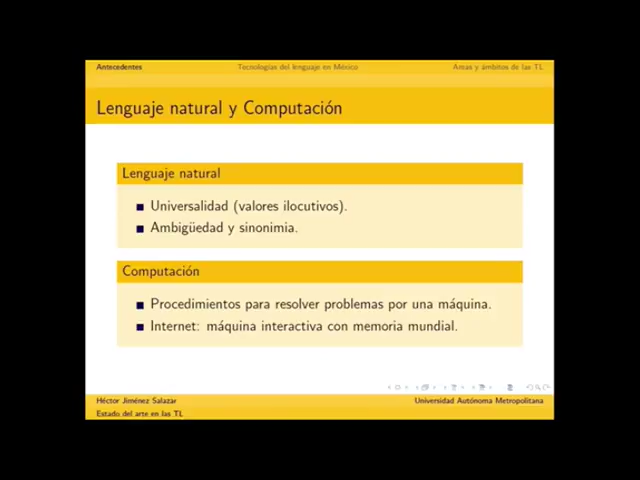 Antecedentes Tecnologías del lenguaje en México Áreas y ámbitos de las TL
Lenguaje natural y Computación
Lenguaje natural
Universalidad (valores ilocutivos).
Ambigüedad y sinonimia.
Computación
Procedimientos para resolver problemas por una máquina.
Internet: máquina interactiva con memoria mundial.
Héctor Jiménez Salazar Universidad Autónoma Metropolitana
Estado del arte en las TL